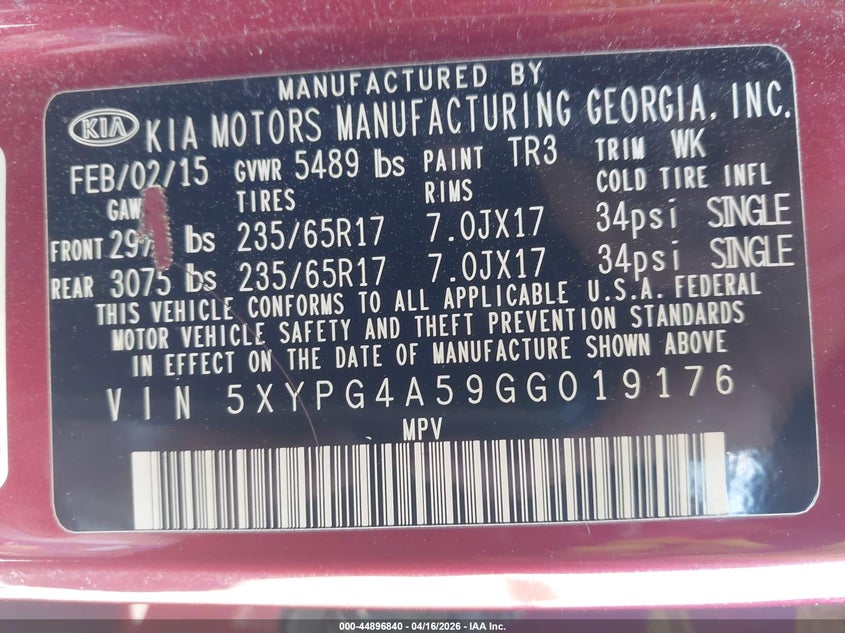 MANUFACTURED BY
KIA KIA MOTORS MANUFACTURING GEORGIA, INC.
FEB/02/15 GVWR 5489 lbs PAINT TR3 TRIM WK
TIRES RIMS COLD TIRE INFL
FRONT lbs 235/65R17 7.0JX17 34psi SINGLE
REAR 3075 lbs 235/65R17 7.0JX17 34psi SINGLE
THIS VEHICLE CONFORMS TO ALL APPLICABLE U.S.A. FEDERAL
MOTOR VEHICLE SAFETY AND THEFT PREVENTION STANDARDS
IN EFFECT ON THE DATE OF MANUFACTURE SHOWN ABOVE
VIN 5XYPG4A59GG019176
MPV
000-44896840 - 04/16/2026 - IAA Inc.